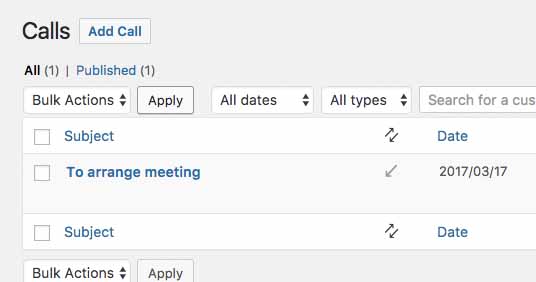 Calls Add Call
All (1) | Published (1)
Bulk Actions Apply All dates All types Search for a cus
Subject Date
To arrange meeting 2017/03/17
Subject Date
Bulk Actions Apply